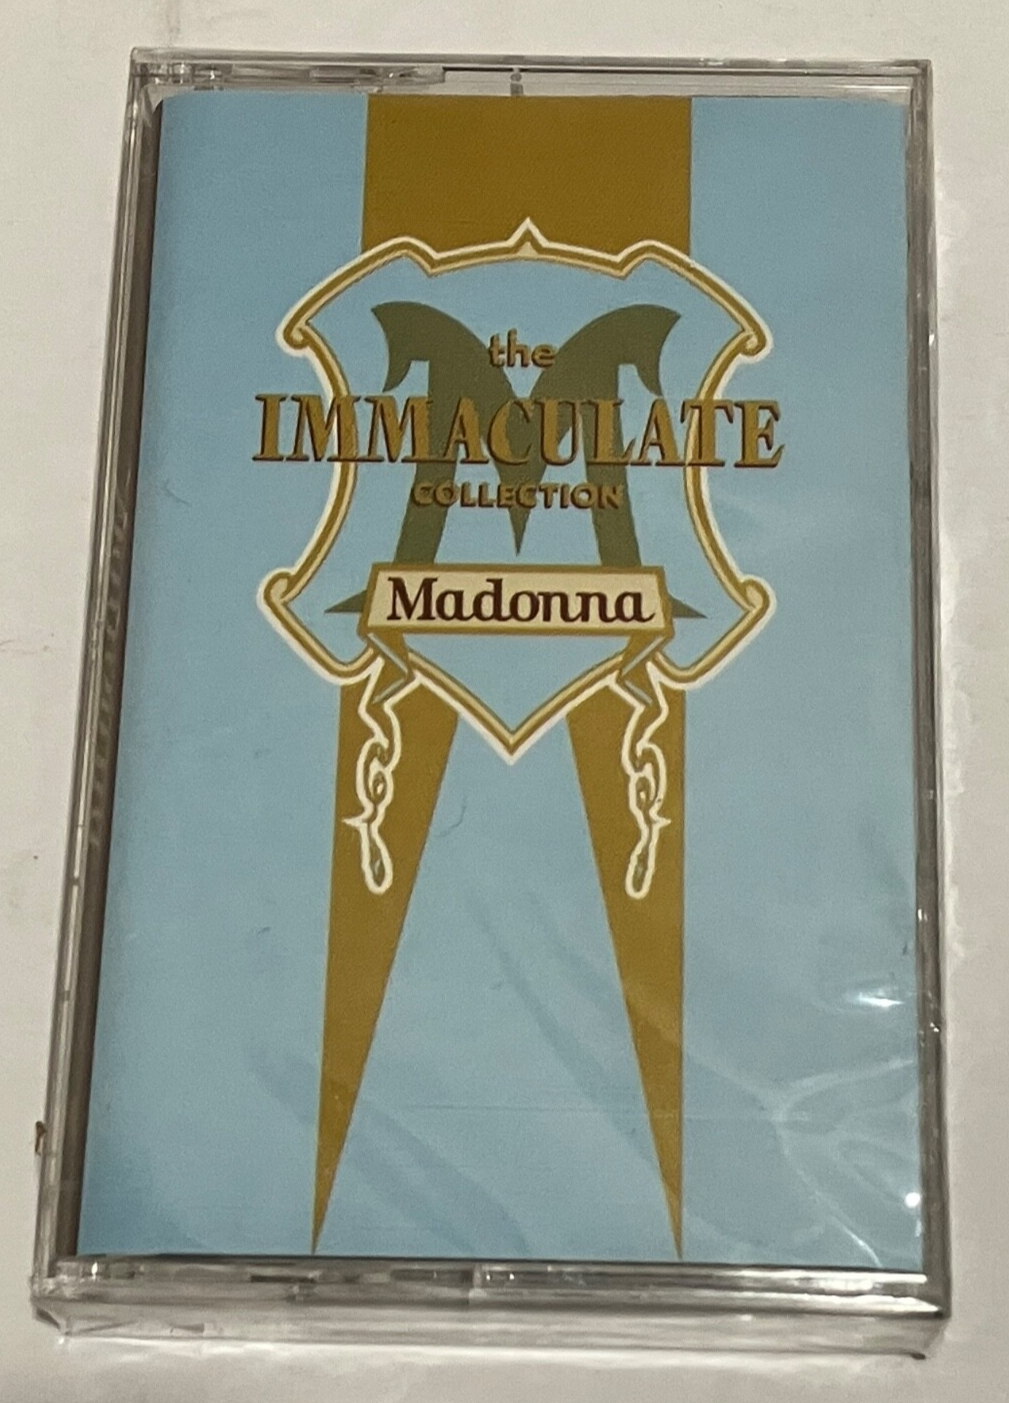 the
IMMACULATE
COLLECTION
Madonna